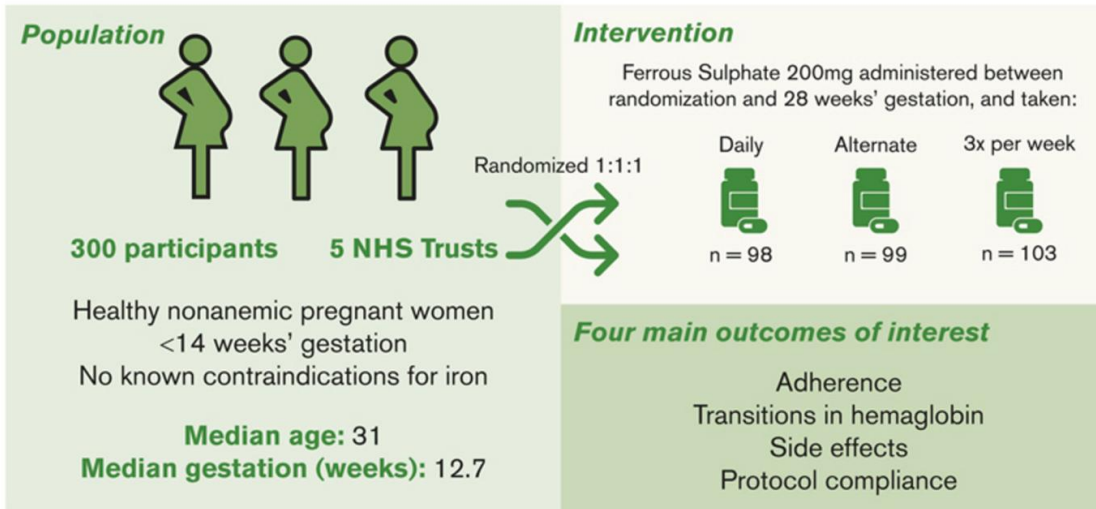 Population
300 participants
5 NHS Trusts
Healthy nonanemic pregnant women
<14 weeks' gestation
No known contraindications for iron
Median age: 31
Median gestation (weeks): 12.7
Randomized 1:1:1
Intervention
Ferrous Sulphate 200mg administered between
randomization and 28 weeks' gestation, and taken:
Daily
Alternate
3x per week
n = 98
n = 99
n = 103
Four main outcomes of interest
Adherence
Transitions in hemaglobin
Side effects
Protocol compliance